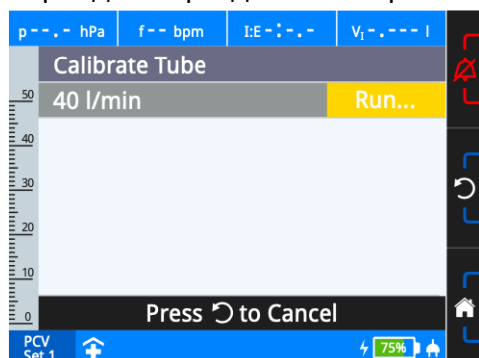 p--.- hPa f-- bpm I:E-:-.- VI-.--- l
Calibrate Tube
40 l/min Run...
50
40
30
20
10
0
Press to Cancel
PCV
Set 1
75%